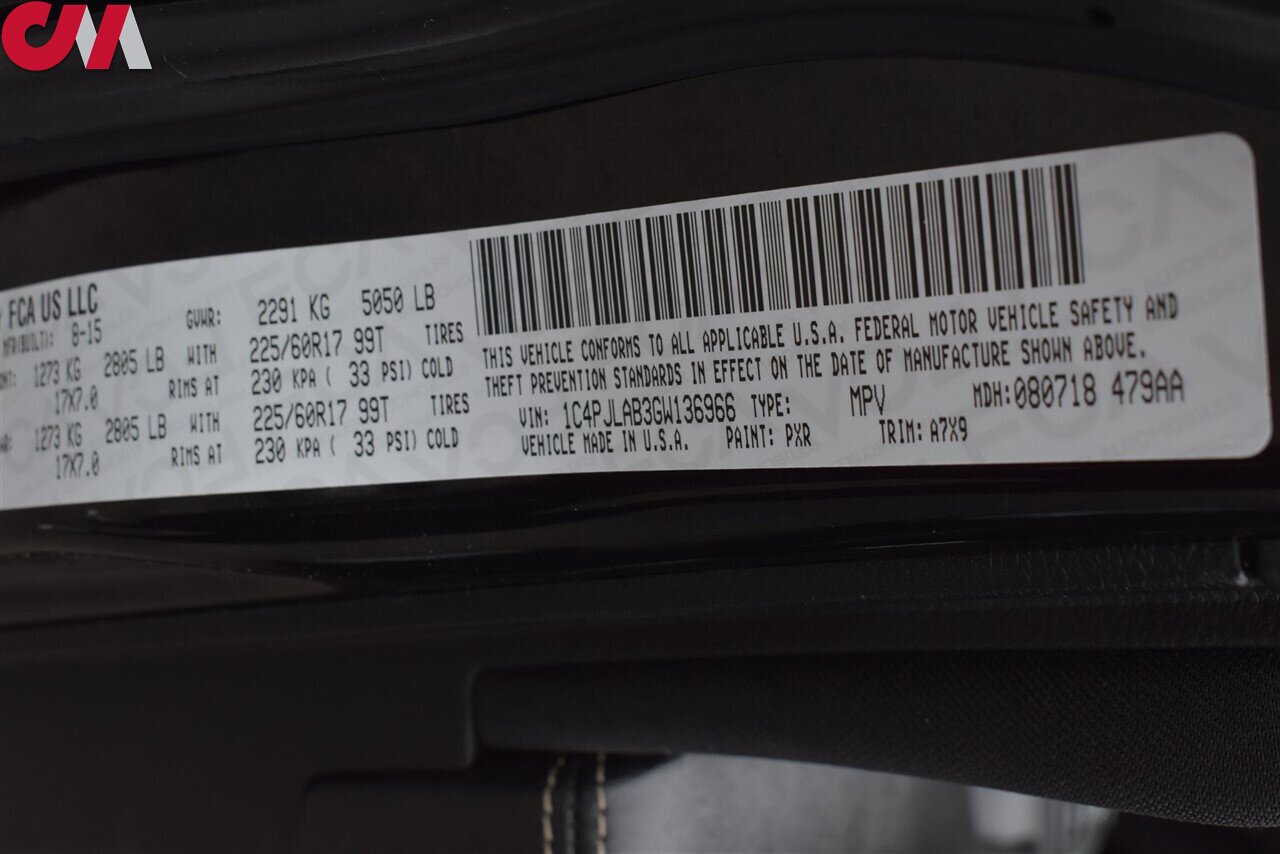 CM
FCA US LLC
MFR(BUILT): 8-15 GVWR: 2291 KG 5050 LB
1273 KG 2805 LB WITH 225/60R17 99T TIRES
17X7.0 RIMS AT 230 KPA ( 33 PSI) COLD
1273 KG 2805 LB WITH 225/60R17 99T TIRES
17X7.0 RIMS AT 230 KPA ( 33 PSI) COLD
THIS VEHICLE CONFORMS TO ALL APPLICABLE U.S.A. FEDERAL MOTOR VEHICLE SAFETY AND
THEFT PREVENTION STANDARDS IN EFFECT ON THE DATE OF MANUFACTURE SHOWN ABOVE.
VIN: 1C4PJLAB3GW136966 TYPE: MPV MDH:080718 479AA
VEHICLE MADE IN U.S.A. PAINT: PXR TRIM: A7X9